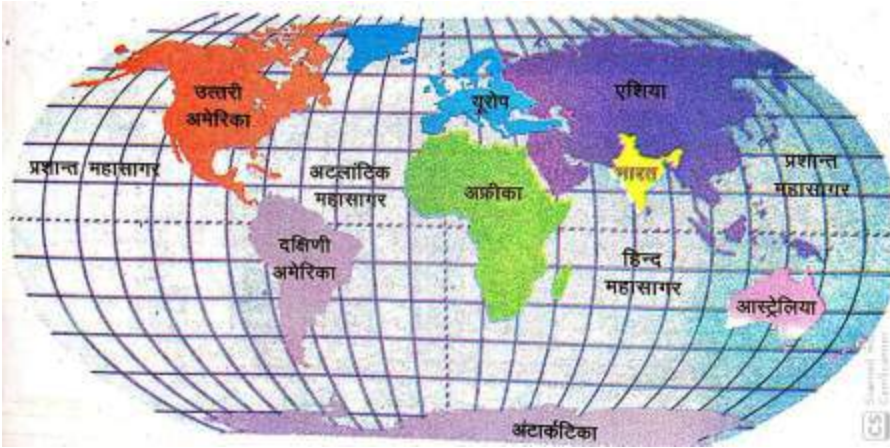 उत्तरी
अमेरिका
यूरोप
एशिया
प्रशान्त महासागर
अटलांटिक
महासागर
अफ्रीका
भारत
प्रशान्त
महासागर
दक्षिणी
अमेरिका
हिन्द
महासागर
आस्ट्रेलिया
अंटार्कटिका
CS